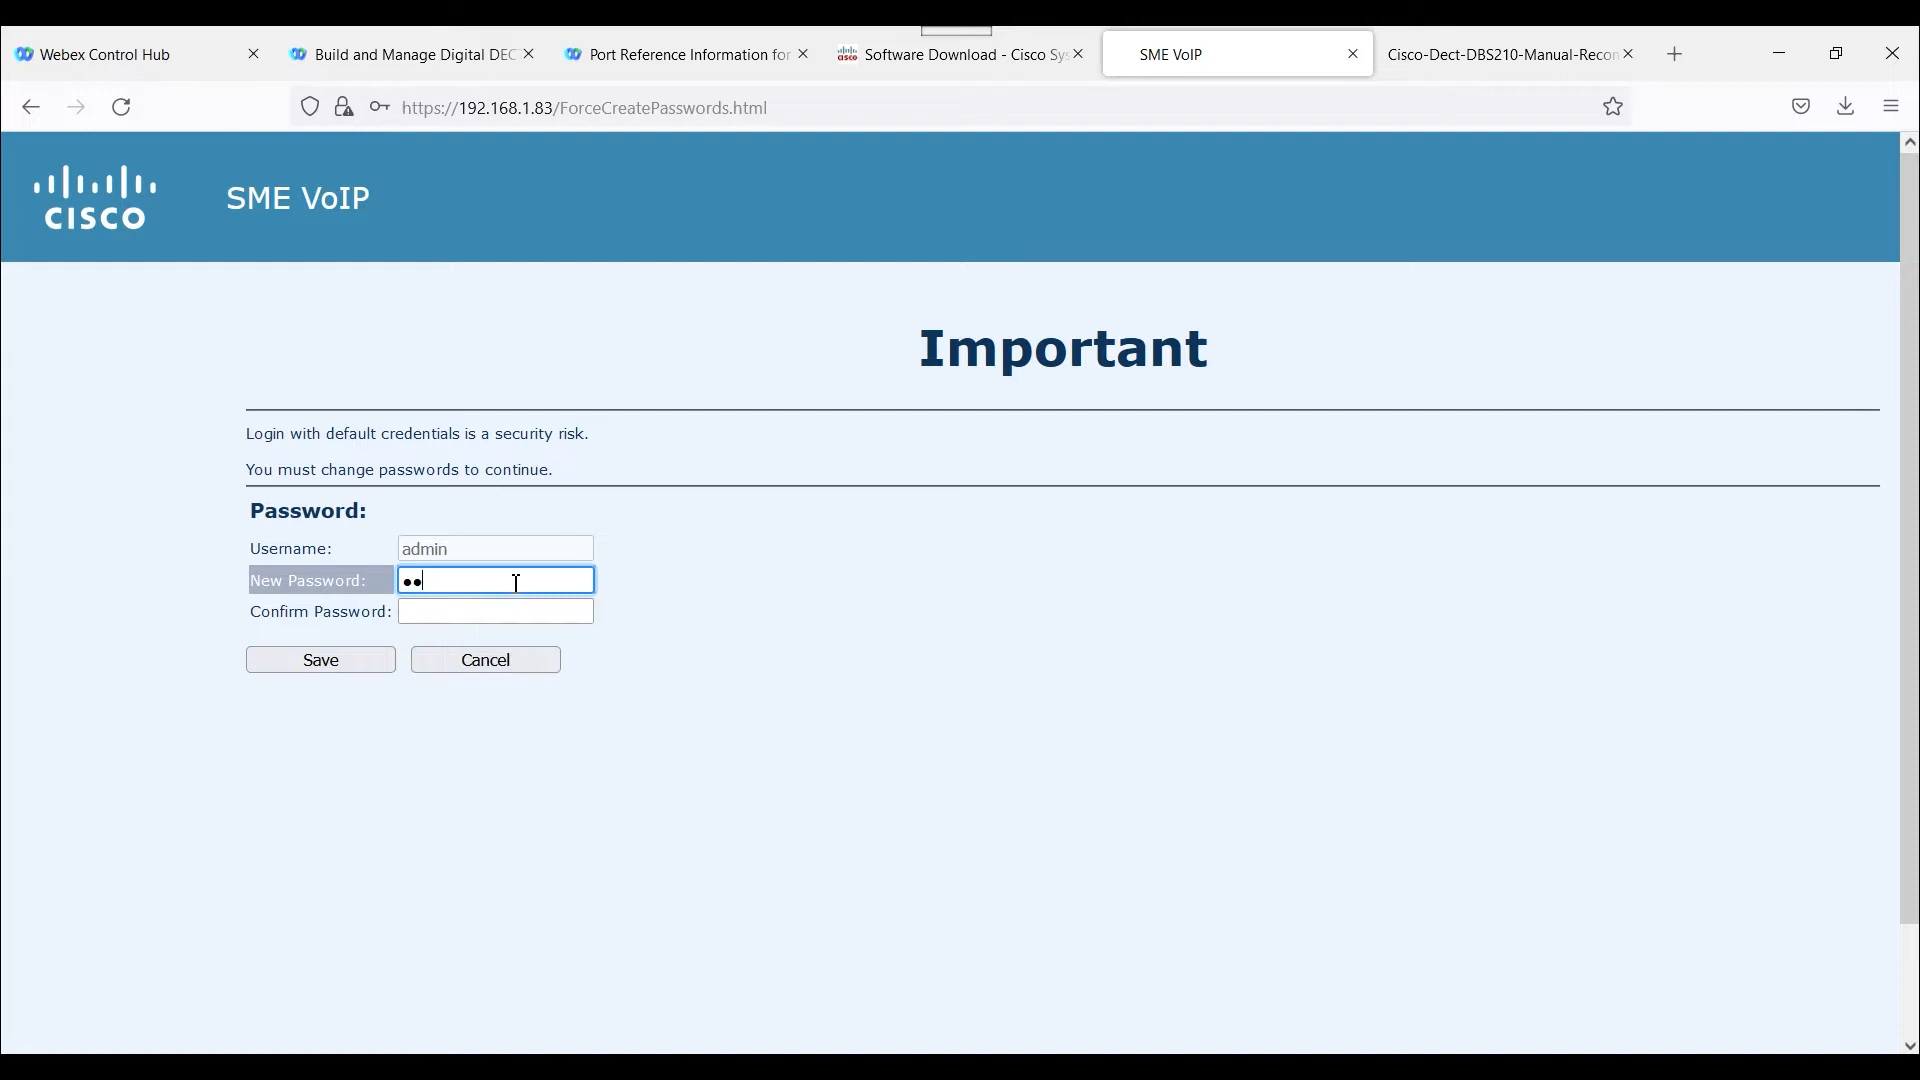 Webex Control Hub
Build and Manage Digital DEC
Port Reference Information for
Software Download - Cisco Sys
SME VoIP
Cisco-Dect-DBS210-Manual-Recon
https://192.168.1.83/ForceCreatePasswords.html
CISCO
SME VoIP
Important
Login with default credentials is a security risk.
You must change passwords to continue.
Password:
Username: admin
New Password: ●●
Confirm Password:
Save Cancel